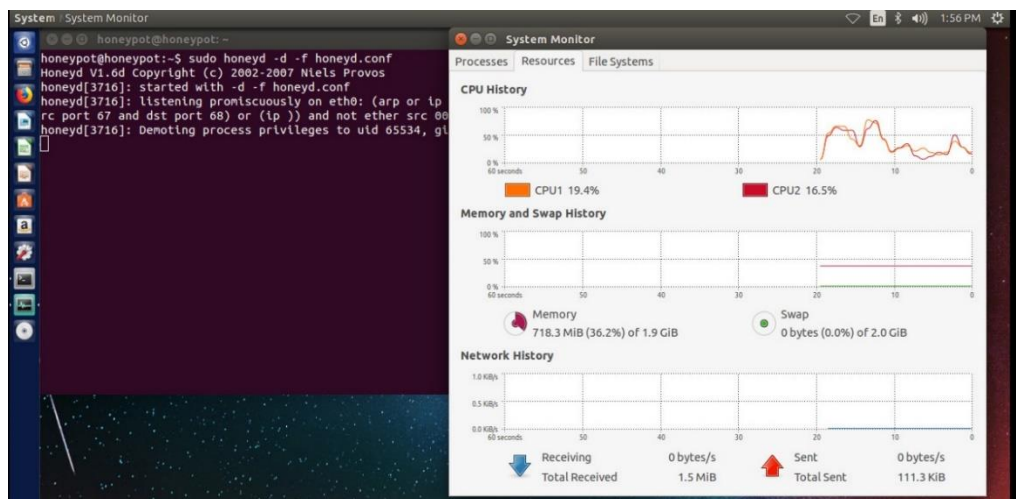 System / System Monitor
En
1:56 PM
honeypot@honeypot: ~
honeypot@honeypot:~$ sudo honeyd -d -f honeyd.conf
Honeyd V1.6d Copyright (c) 2002-2007 Niels Provos
honeyd[3716]: started with -d -f honeyd.conf
honeyd[3716]: listening promiscuously on eth0: (arp or ip
rc port 67 and dst port 68) or (ip )) and not ether src 00
honeyd[3716]: Demoting process privileges to uid 65534, gi
System Monitor
Processes Resources File Systems
CPU History
100 %
50 %
0 %
60 seconds 50 40 30 20 10 0
CPU1 19.4% CPU2 16.5%
Memory and Swap History
100 %
50 %
0 %
60 seconds 50 40 30 20 10 0
Memory
718.3 MiB (36.2%) of 1.9 GiB
Swap
0 bytes (0.0%) of 2.0 GiB
Network History
1.0 KiB/s
0.5 KiB/s
0.0 KiB/s
60 seconds 50 40 30 20 10 0
Receiving 0 bytes/s
Total Received 1.5 MiB
Sent 0 bytes/s
Total Sent 111.3 KiB